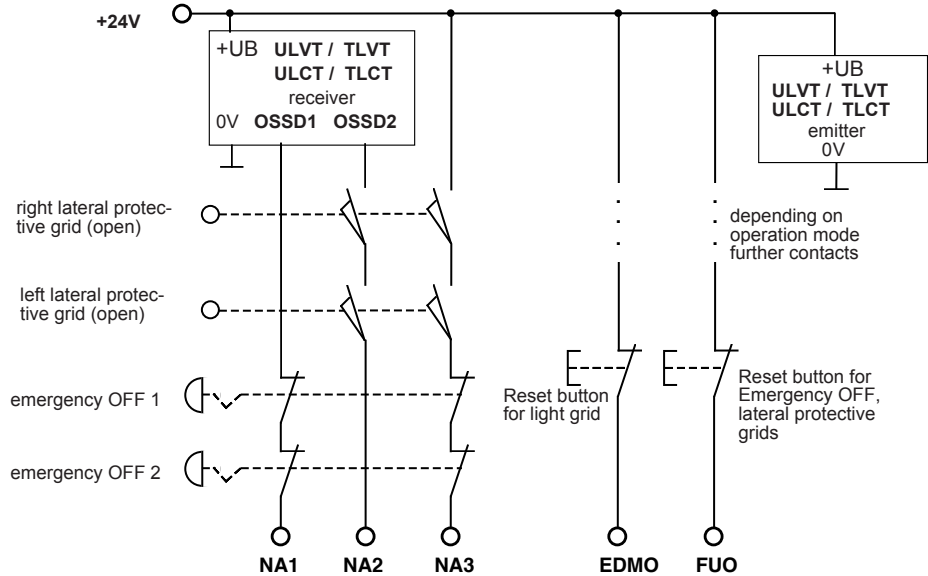 +24V
+UB ULVT / TLVT
ULCT / TLCT
receiver
0V OSSD1 OSSD2
+UB
ULVT / TLVT
ULCT / TLCT
emitter
0V
right lateral protec-
tive grid (open)
depending on
operation mode
further contacts
left lateral protec-
tive grid (open)
emergency OFF 1
Reset button
for light grid
Reset button for
Emergency OFF,
lateral protective
grids
emergency OFF 2
NA1 NA2 NA3 EDMO FUO